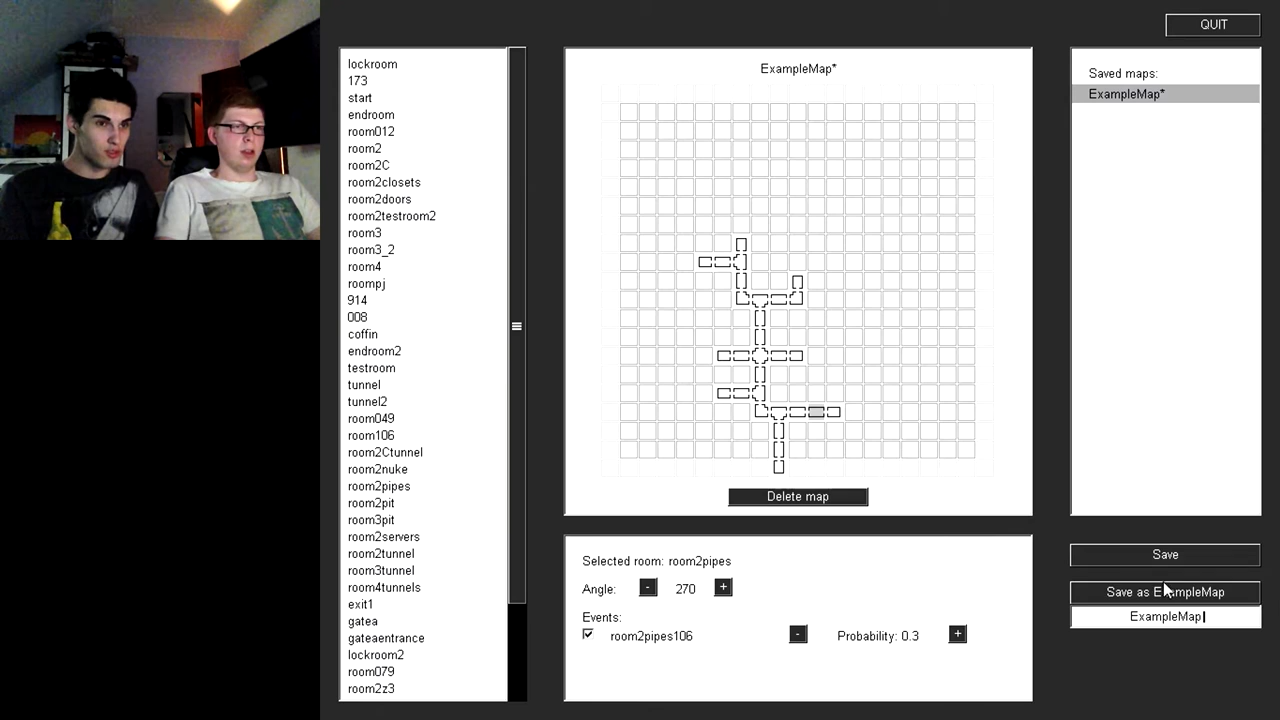 QUIT
lockroom
173
start
endroom
room012
room2
room2C
room2closets
room2doors
room2testroom2
room3
room3_2
room4
roompj
914
008
coffin
endroom2
testroom
tunnel
tunnel2
room049
room106
room2Ctunnel
room2nuke
room2pipes
room2pit
room3pit
room2servers
room2tunnel
room3tunnel
room4tunnels
exit1
gatea
gateaentrance
lockroom2
room079
room2z3
ExampleMap*
Delete map
Selected room: room2pipes
Angle: - 270 +
Events:
room2pipes106 - Probability: 0.3 +
Saved maps:
ExampleMap*
Save
Save as ExampleMap
ExampleMap